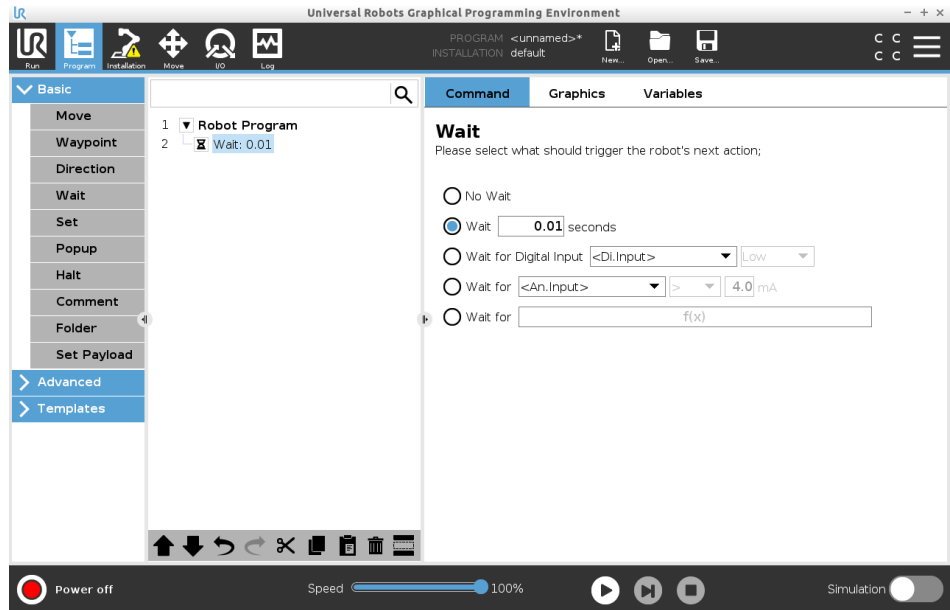 Universal Robots Graphical Programming Environment
UR
Run
Program
Installation
Move
I/O
Log
PROGRAM <unnamed>*
INSTALLATION default
New...
Open...
Save...
C C
C C
Basic
Move
Waypoint
Direction
Wait
Set
Popup
Halt
Comment
Folder
Set Payload
Advanced
Templates
1 Robot Program
2 Wait: 0.01
Command Graphics Variables
Wait
Please select what should trigger the robot's next action;
No Wait
Wait 0.01 seconds
Wait for Digital Input <Di.Input> Low
Wait for <An.Input> > 4.0 mA
Wait for f(x)
Power off
Speed 100%
Simulation